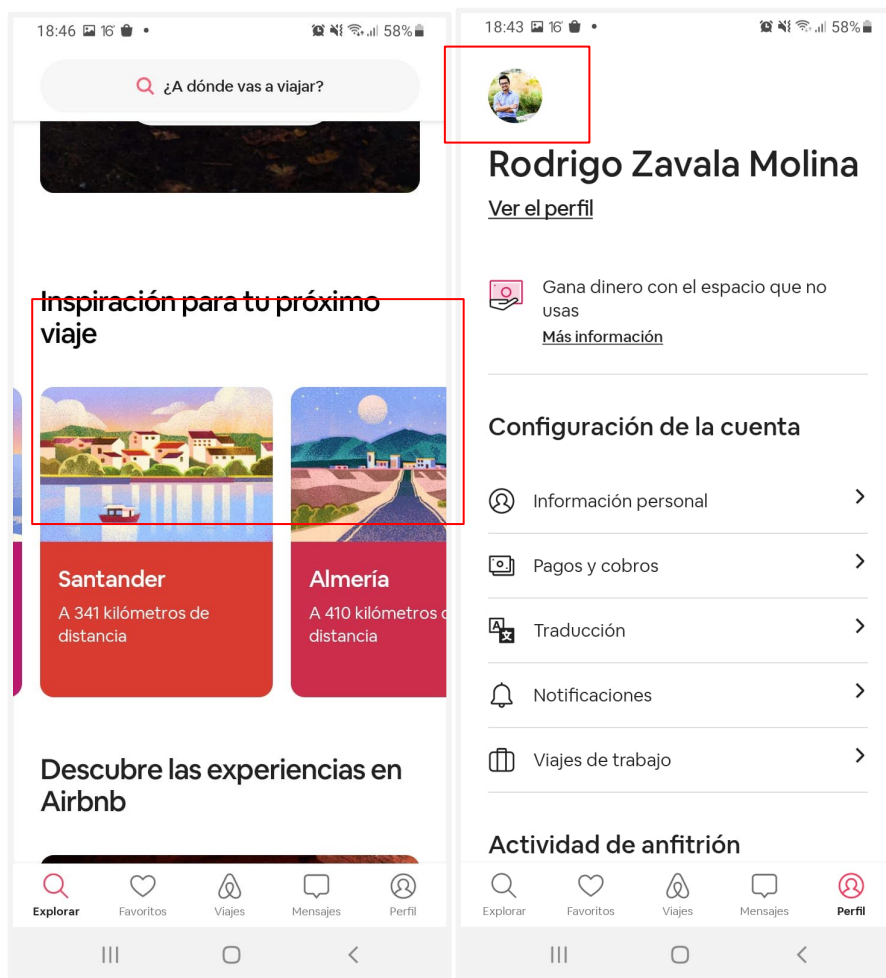 18:46 16° 58%
¿A dónde vas a viajar?
Inspiración para tu próximo
viaje
Santander
A 341 kilómetros de
distancia
Almería
A 410 kilómetros
distancia
Descubre las experiencias en
Airbnb
Explorar Favoritos Viajes Mensajes Perfil
18:43 16° 58%
Rodrigo Zavala Molina
Ver el perfil
Gana dinero con el espacio que no
usas
Más información
Configuración de la cuenta
Información personal
Pagos y cobros
Traducción
Notificaciones
Viajes de trabajo
Actividad de anfitrión
Explorar Favoritos Viajes Mensajes Perfil